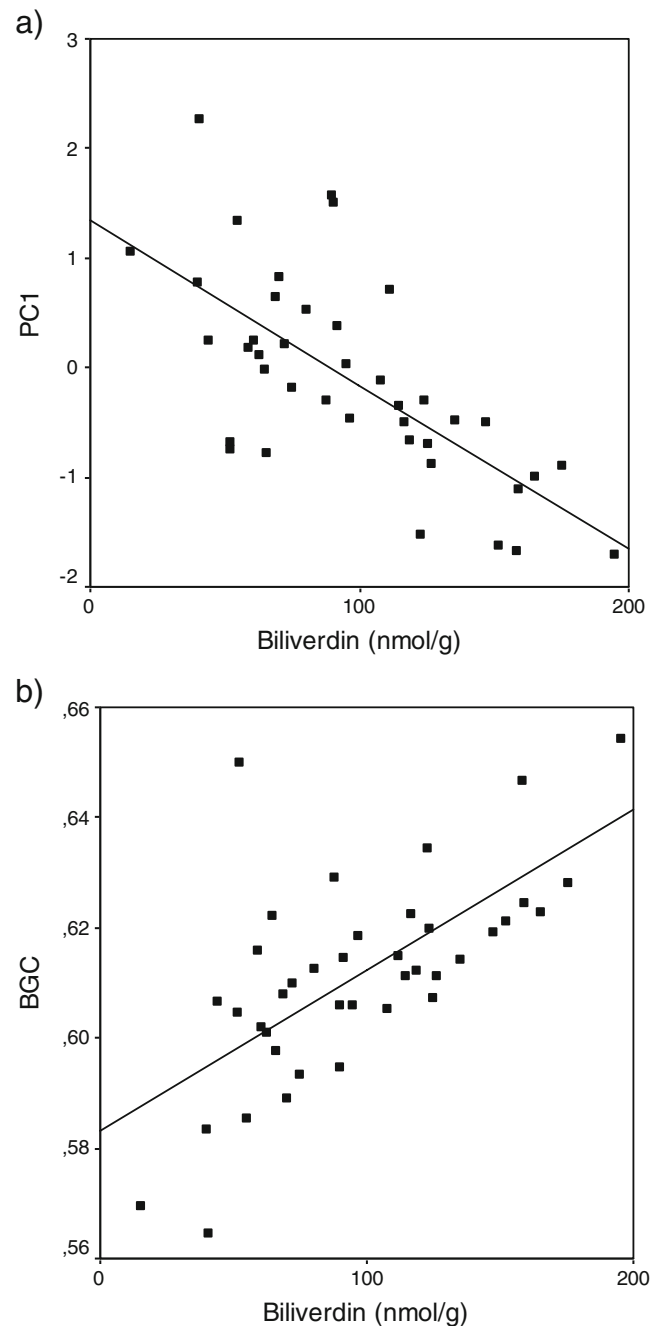 a)
3
2
1
0
-1
-2
PC1
0 100 200
Biliverdin (nmol/g)
b)
,66
,64
,62
,60
,58
,56
BGC
0 100 200
Biliverdin (nmol/g)